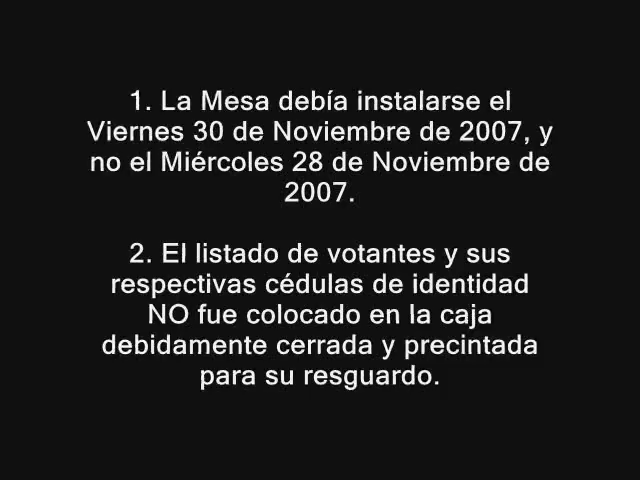 1. La Mesa debía instalarse el
Viernes 30 de Noviembre de 2007, y
no el Miércoles 28 de Noviembre de
2007.
2. El listado de votantes y sus
respectivas cédulas de identidad
NO fue colocado en la caja
debidamente cerrada y precintada
para su resguardo.